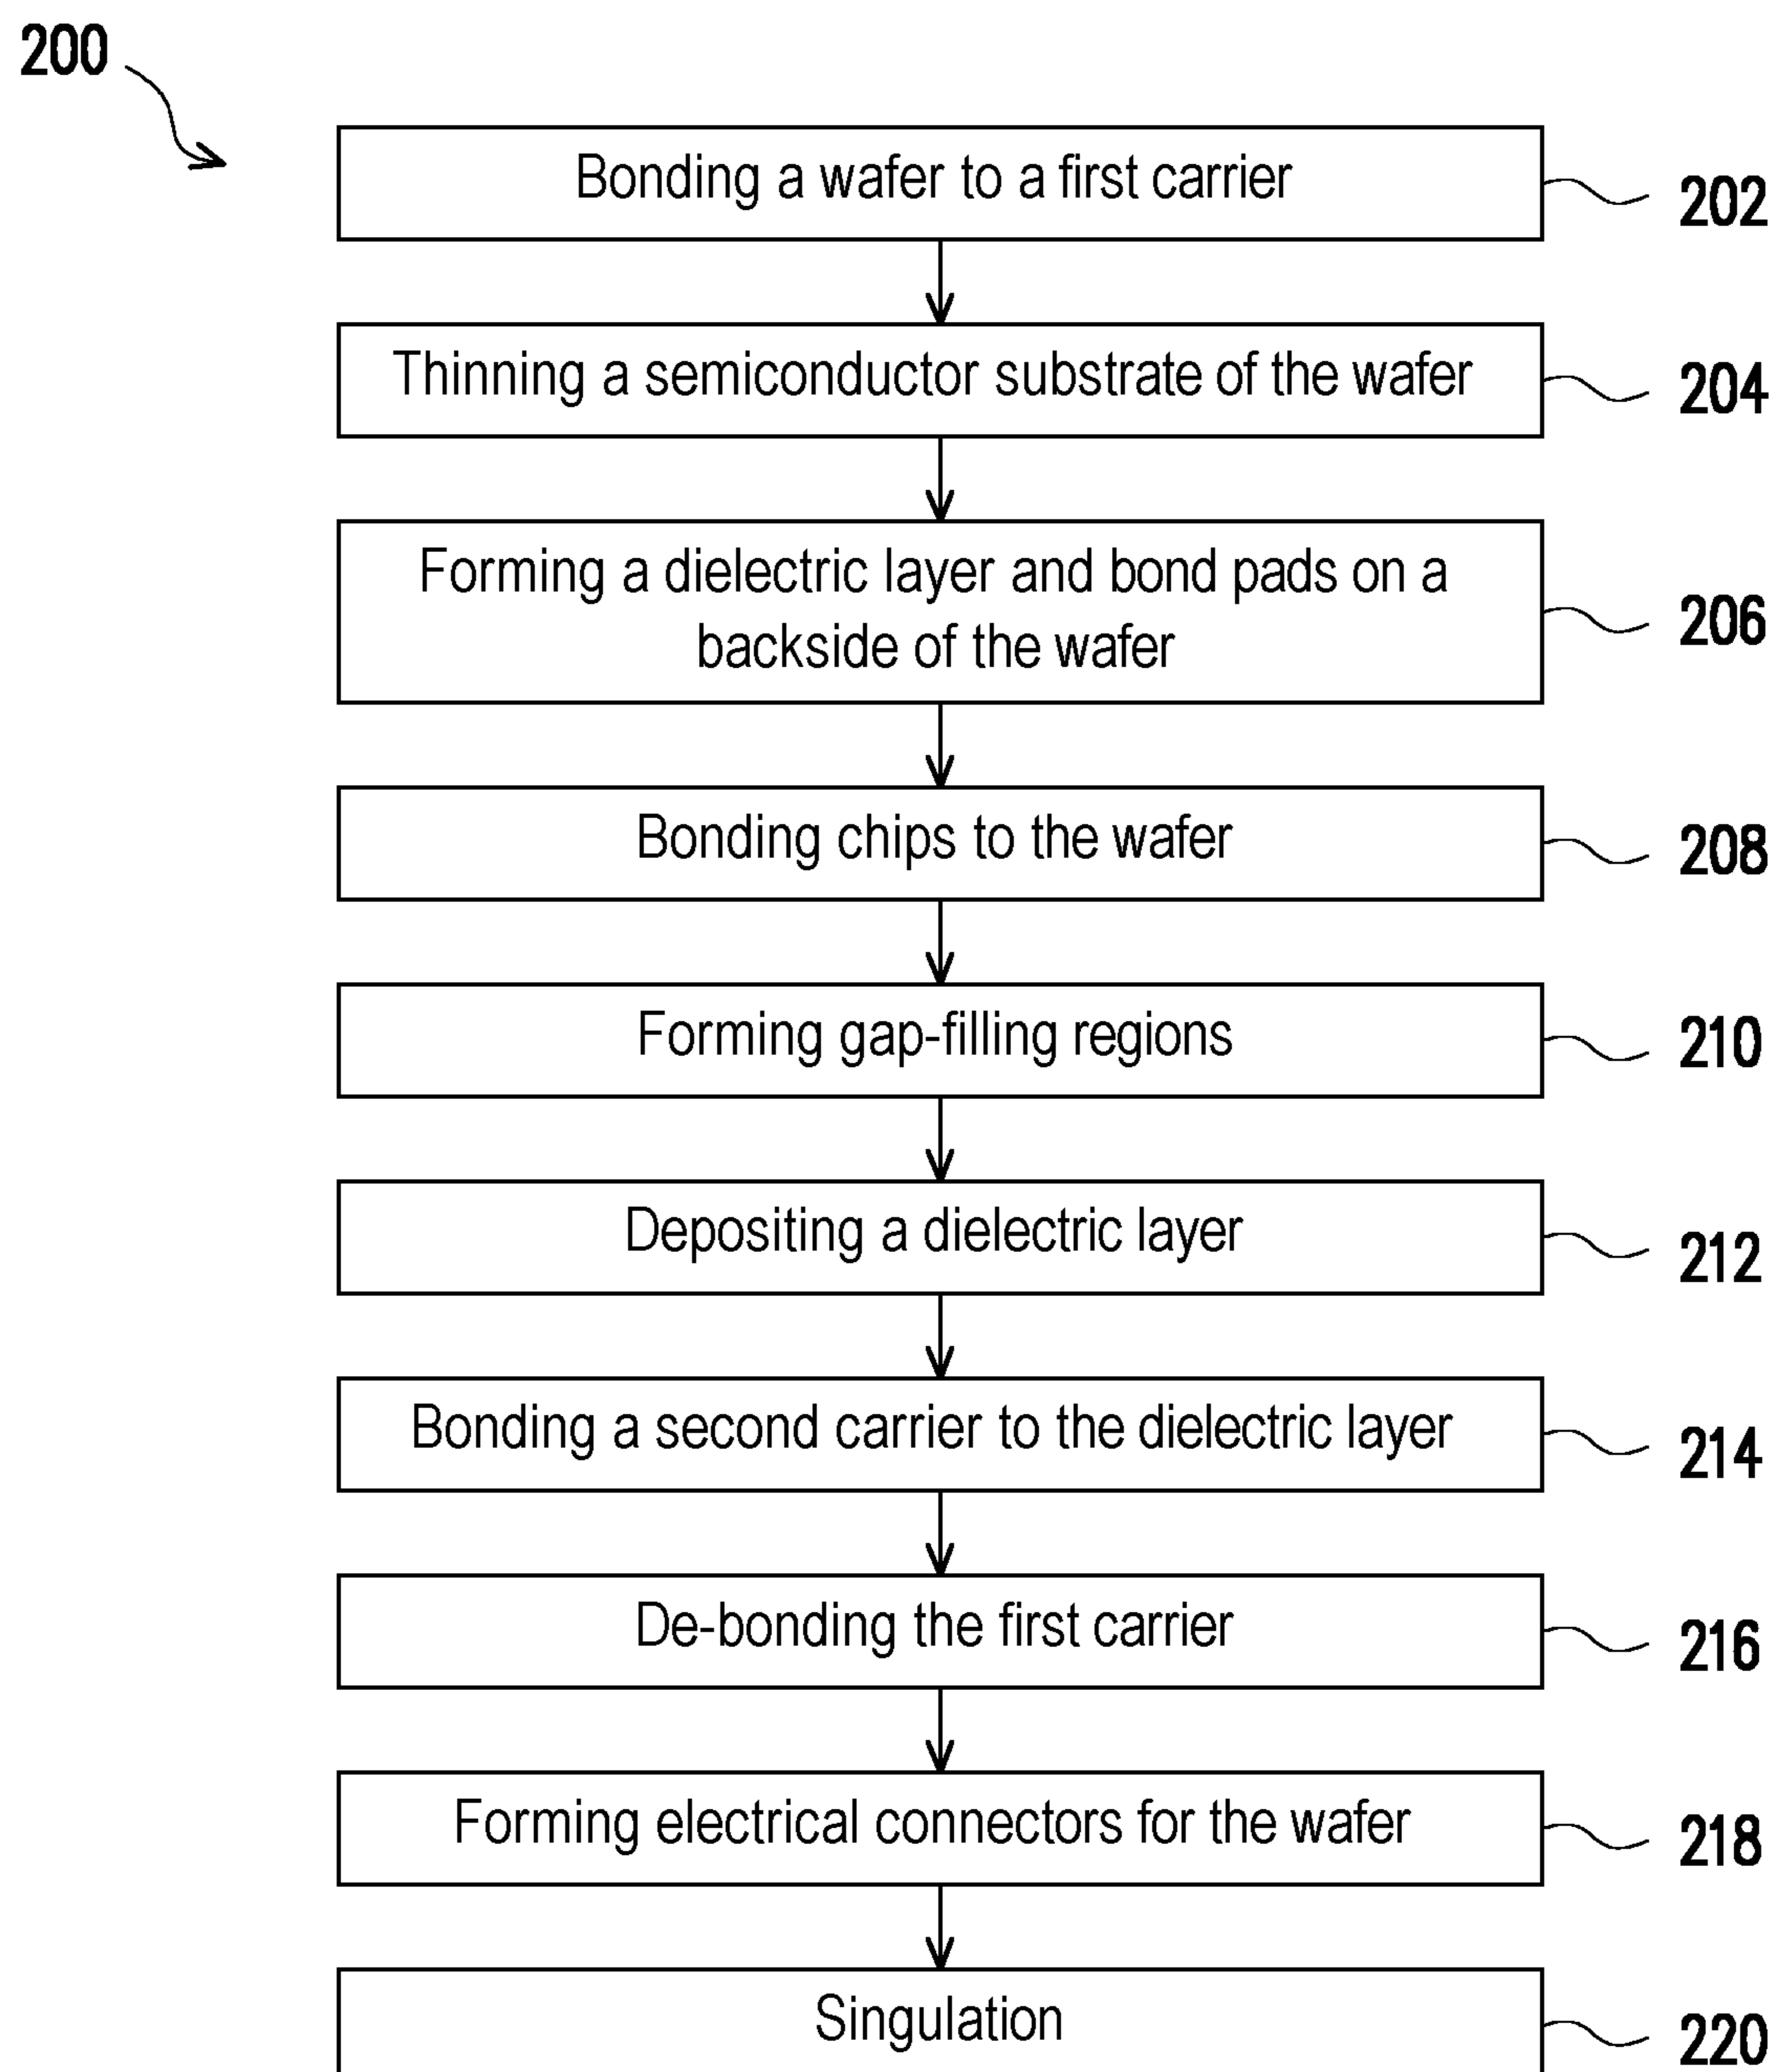 200
Bonding a wafer to a first carrier
202
Thinning a semiconductor substrate of the wafer
204
Forming a dielectric layer and bond pads on a
backside of the wafer
206
Bonding chips to the wafer
208
Forming gap-filling regions
210
Depositing a dielectric layer
212
Bonding a second carrier to the dielectric layer
214
De-bonding the first carrier
216
Forming electrical connectors for the wafer
218
Singulation
220